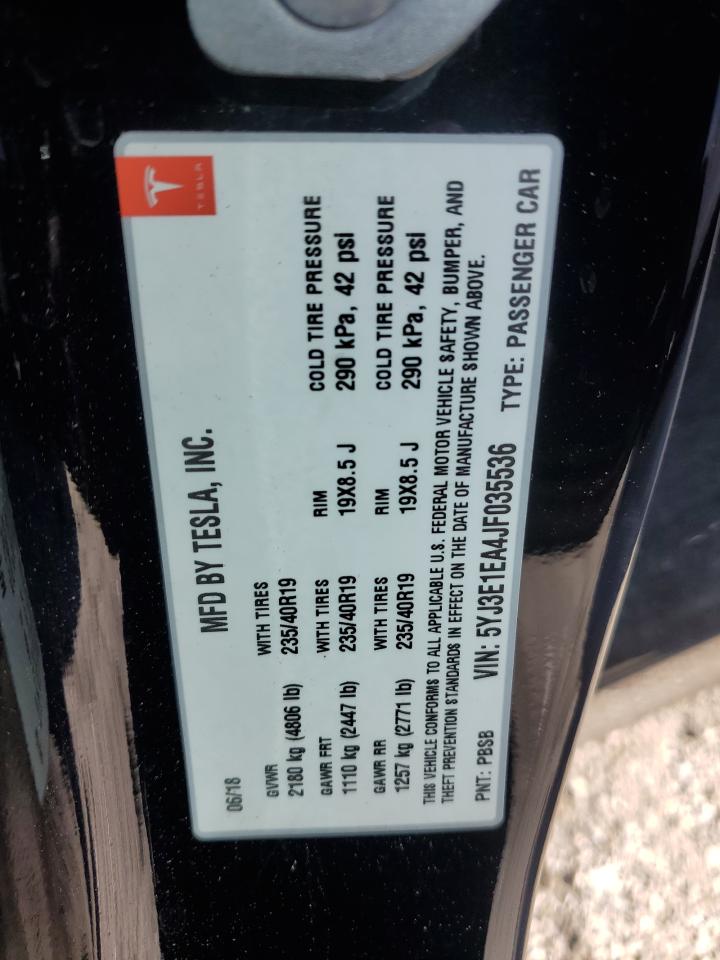 TESLA
MFD BY TESLA, INC.
06/18
GVWR WITH TIRES
2180 kg (4806 lb) 235/40R19
GAWR FRT WITH TIRES RIM COLD TIRE PRESSURE
1110 kg (2447 lb) 235/40R19 19X8.5 J 290 kPa, 42 psi
GAWR RR WITH TIRES RIM COLD TIRE PRESSURE
1257 kg (2771 lb) 235/40R19 19X8.5 J 290 kPa, 42 psi
THIS VEHICLE CONFORMS TO ALL APPLICABLE U.S. FEDERAL MOTOR VEHICLE SAFETY, BUMPER, AND
THEFT PREVENTION STANDARDS IN EFFECT ON THE DATE OF MANUFACTURE SHOWN ABOVE.
PNT: PBSB VIN: 5YJ3E1EA4JF035536 TYPE: PASSENGER CAR